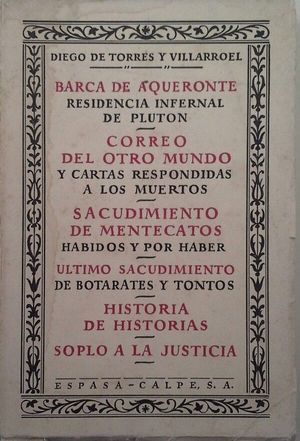 DIEGO DE TORRES Y VILLARROEL
BARCA DE AQUERONTE
RESIDENCIA INFERNAL
DE PLUTON
CORREO
DEL OTRO MUNDO
Y CARTAS RESPONDIDAS
A LOS MUERTOS
SACUDIMIENTO
DE MENTECATOS
HABIDOS Y POR HABER
ULTIMO SACUDIMIENTO
DE BOTARATES Y TONTOS
HISTORIA
DE HISTORIAS
SOPLO A LA JUSTICIA
ESPASA-CALPE, S.A.